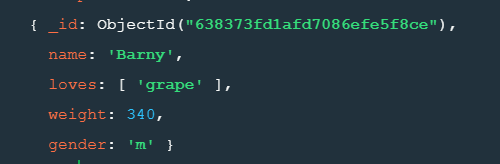 { _id: ObjectId("638373fd1afd7086efe5f8ce"),
name: 'Barny',
loves: [ 'grape' ],
weight: 340,
gender: 'm' }